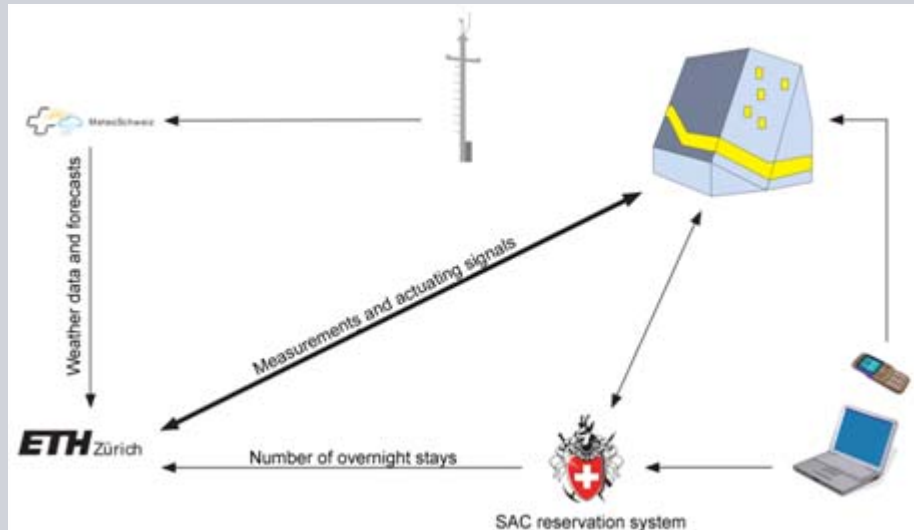 MeteoSchweiz
Weather data and forecasts
Measurements and actuating signals
ETH Zürich
Number of overnight stays
SAC reservation system